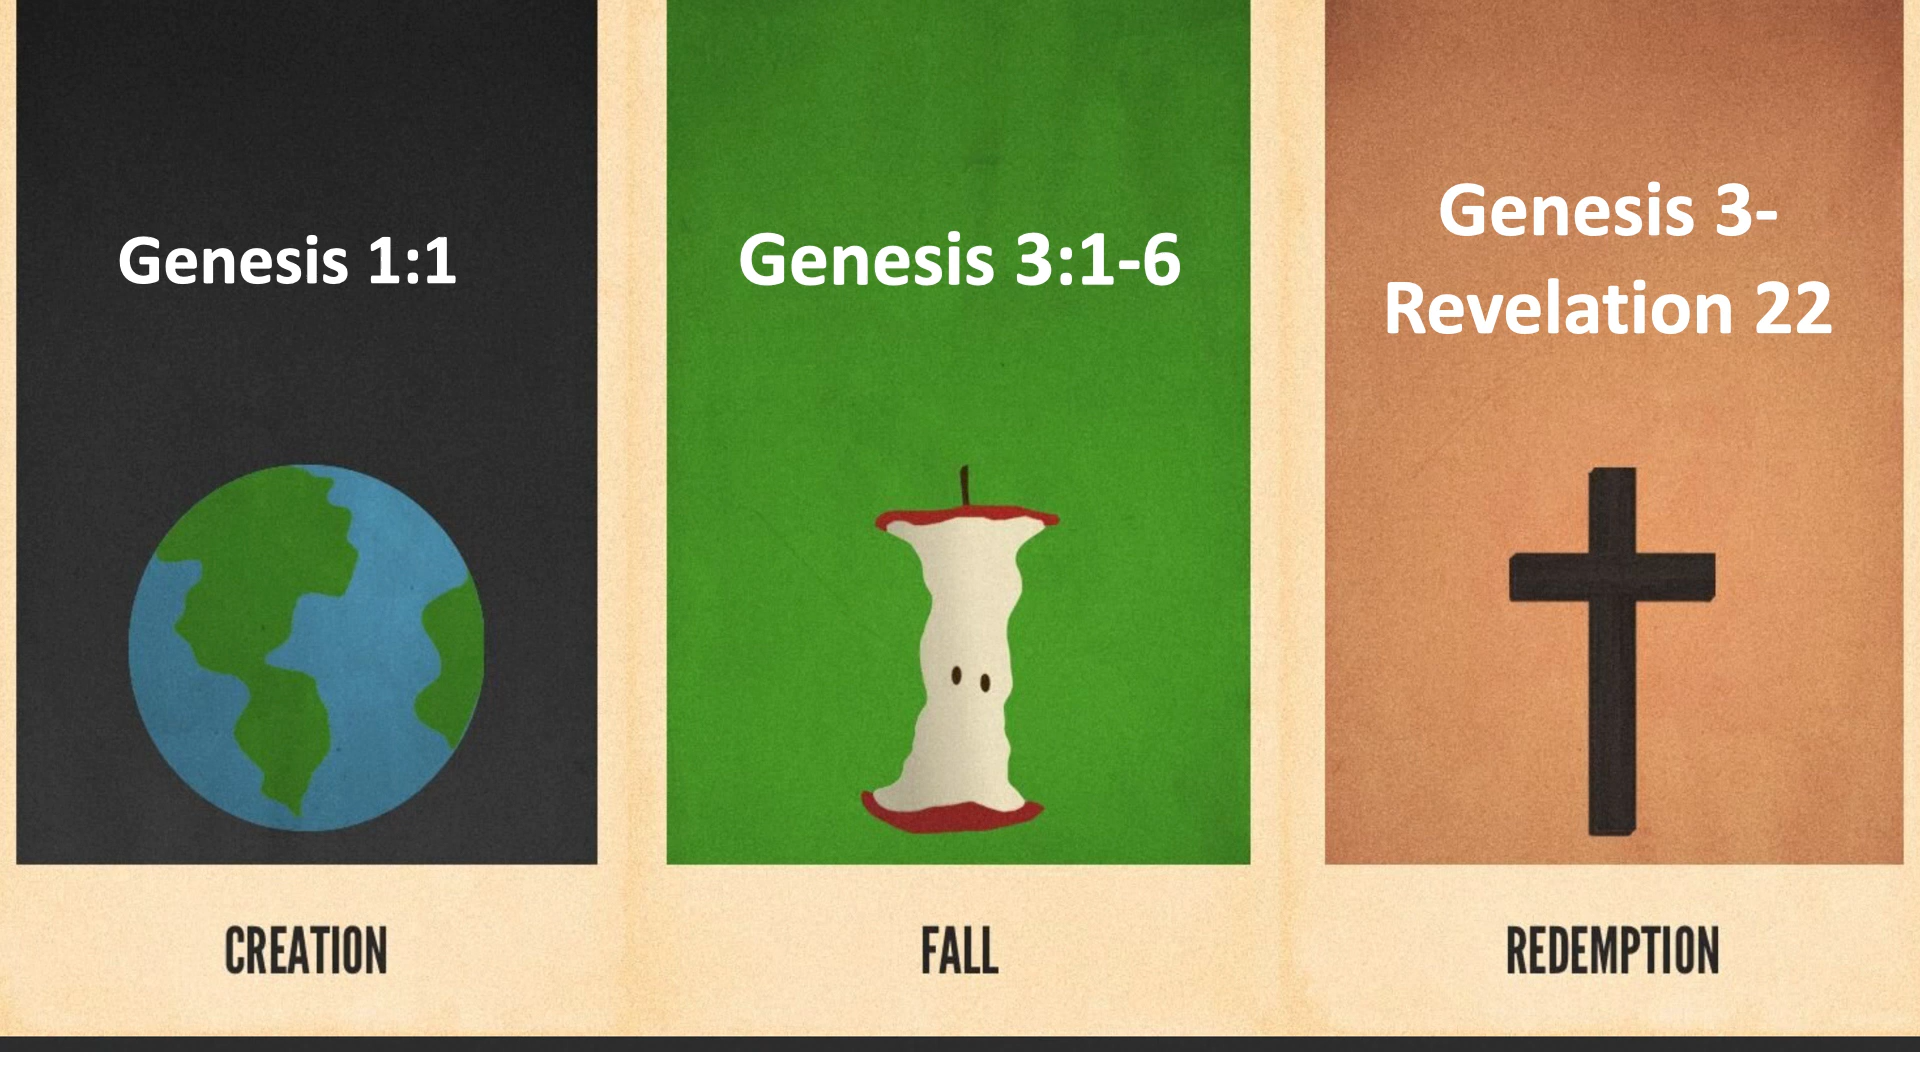 Genesis 1:1
CREATION
Genesis 3:1-6
FALL
Genesis 3-
Revelation 22
REDEMPTION